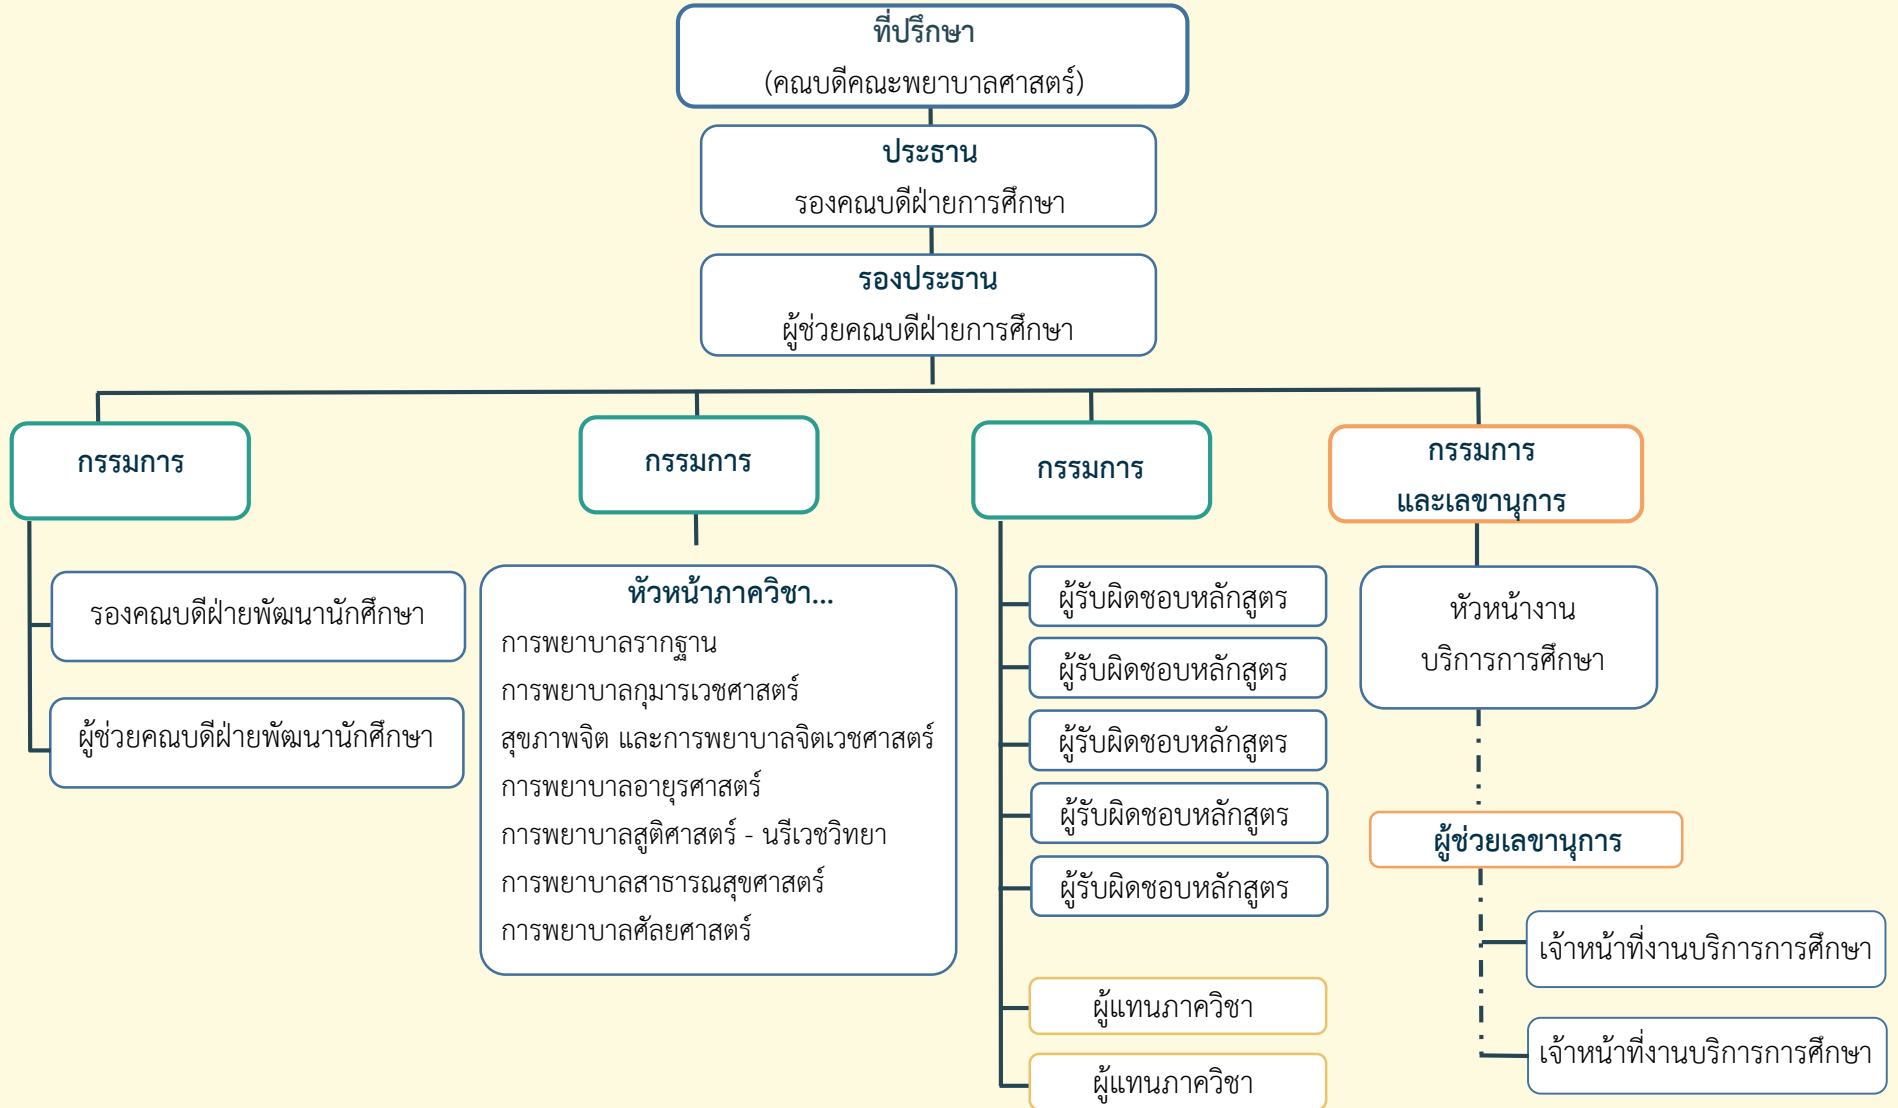 ที่ปรึกษา
(คณบดีคณะพยาบาลศาสตร์)
ประธาน
รองคณบดีฝ่ายการศึกษา
รองประธาน
ผู้ช่วยคณบดีฝ่ายการศึกษา
กรรมการ
รองคณบดีฝ่ายพัฒนานักศึกษา
ผู้ช่วยคณบดีฝ่ายพัฒนานักศึกษา
กรรมการ
หัวหน้าภาควิชา...
การพยาบาลรากฐาน
การพยาบาลกุมารเวชศาสตร์
สุขภาพจิต และการพยาบาลจิตเวชศาสตร์
การพยาบาลอายุรศาสตร์
การพยาบาลสูติศาสตร์ - นรีเวชวิทยา
การพยาบาลสาธารณสุขศาสตร์
การพยาบาลศัลยศาสตร์
กรรมการ
ผู้รับผิดชอบหลักสูตร
ผู้รับผิดชอบหลักสูตร
ผู้รับผิดชอบหลักสูตร
ผู้รับผิดชอบหลักสูตร
ผู้รับผิดชอบหลักสูตร
ผู้แทนภาควิชา
ผู้แทนภาควิชา
กรรมการ
และเลขานุการ
หัวหน้างาน
บริการการศึกษา
ผู้ช่วยเลขานุการ
เจ้าหน้าที่งานบริการการศึกษา
เจ้าหน้าที่งานบริการการศึกษา